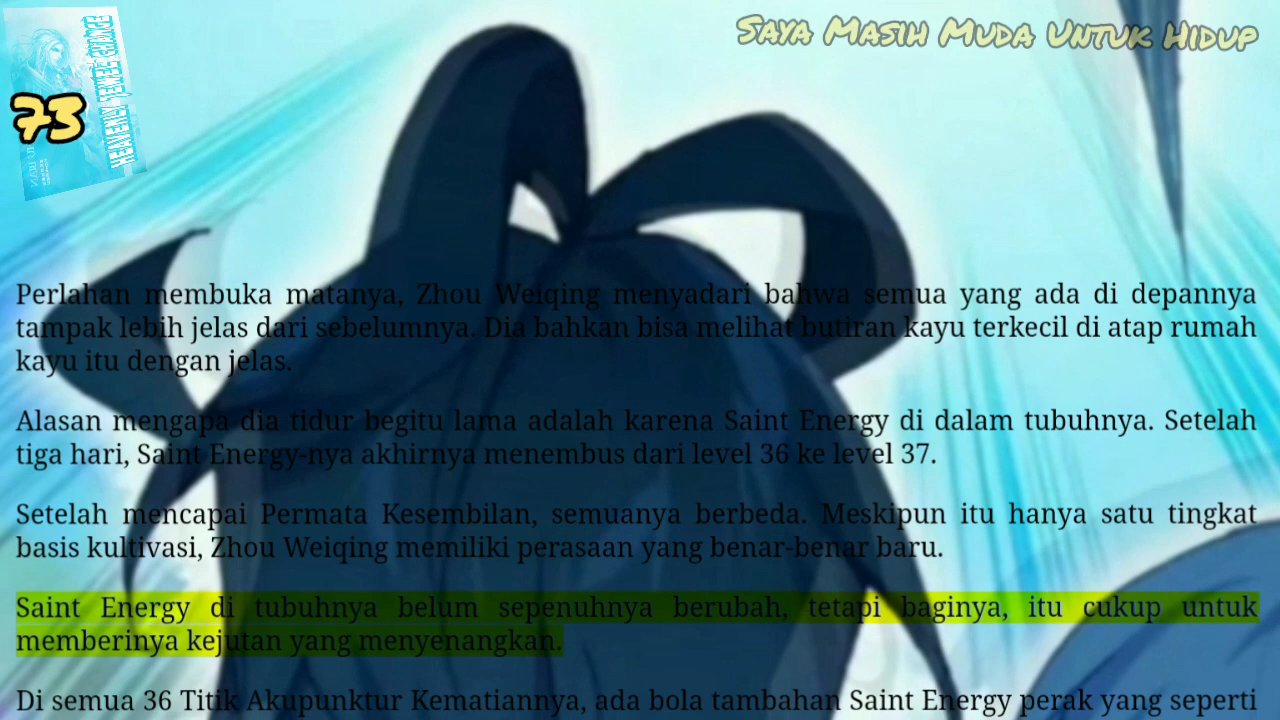 Saya Masih Muda Untuk Hidup
73
HEAVENLY JEWEL CHANGE
Perlahan membuka matanya, Zhou Weiqing menyadari bahwa semua yang ada di depannya
tampak lebih jelas dari sebelumnya. Dia bahkan bisa melihat butiran kayu terkecil di atap rumah
kayu itu dengan jelas.
Alasan mengapa dia tidur begitu lama adalah karena Saint Energy di dalam tubuhnya. Setelah
tiga hari, Saint Energy-nya akhirnya menembus dari level 36 ke level 37.
Setelah mencapai Permata Kesembilan, semuanya berbeda. Meskipun itu hanya satu tingkat
basis kultivasi, Zhou Weiqing memiliki perasaan yang benar-benar baru.
Saint Energy di tubuhnya belum sepenuhnya berubah, tetapi baginya, itu cukup untuk
memberinya kejutan yang menyenangkan.
Di semua 36 Titik Akupunktur Kematiannya, ada bola tambahan Saint Energy perak yang seperti